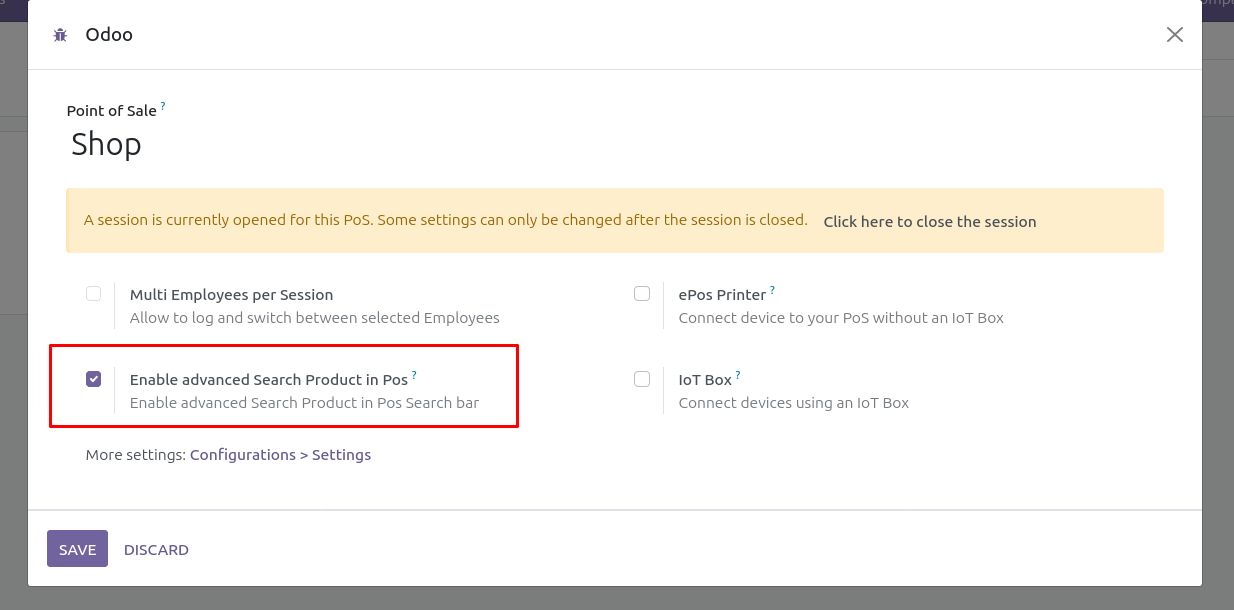 Odoo
Point of Sale ?
Shop
A session is currently opened for this PoS. Some settings can only be changed after the session is closed. Click here to close the session
Multi Employees per Session
Allow to log and switch between selected Employees
ePos Printer ?
Connect device to your PoS without an IoT Box
Enable advanced Search Product in Pos ?
Enable advanced Search Product in Pos Search bar
IoT Box ?
Connect devices using an IoT Box
More settings: Configurations > Settings
SAVE DISCARD